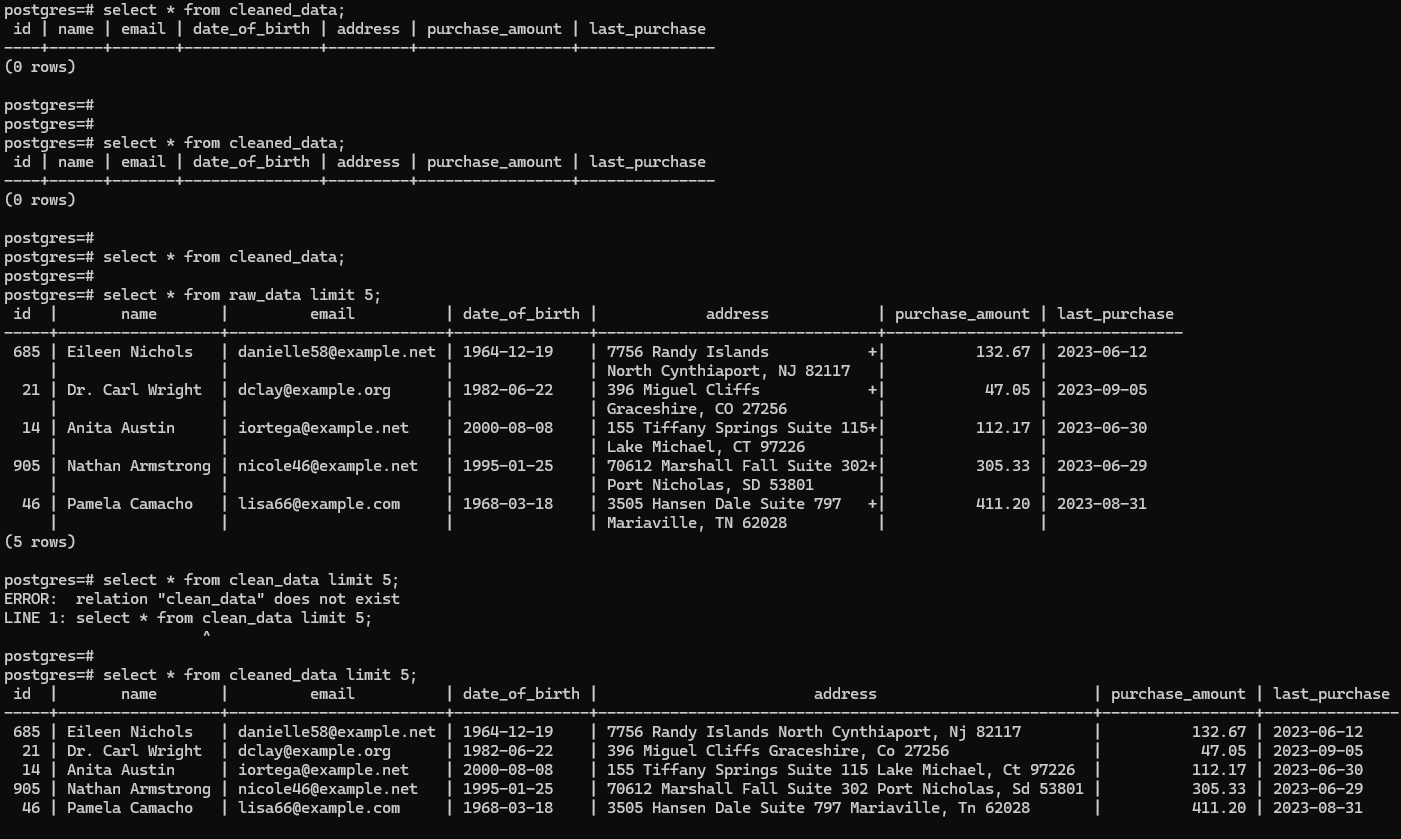 postgres=# select * from cleaned_data;
 id | name | email | date_of_birth | address | purchase_amount | last_purchase
----+------+-------+---------------+---------+-----------------+---------------
(0 rows)

postgres=#
postgres=#
postgres=# select * from cleaned_data;
 id | name | email | date_of_birth | address | purchase_amount | last_purchase
----+------+-------+---------------+---------+-----------------+---------------
(0 rows)

postgres=#
postgres=# select * from cleaned_data;
postgres=#
postgres=# select * from raw_data limit 5;
 id  |       name       |         email         | date_of_birth |            address            | purchase_amount | last_purchase
-----+------------------+-----------------------+---------------+-------------------------------+-----------------+---------------
 685 | Eileen Nichols   | danielle58@example.net | 1964-12-19    | 7756 Randy Islands           +|          132.67 | 2023-06-12
     |                  |                        |               | North Cynthiaport, NJ 82117   |                 |
  21 | Dr. Carl Wright  | dclay@example.org      | 1982-06-22    | 396 Miguel Cliffs            +|           47.05 | 2023-09-05
     |                  |                        |               | Graceshire, CO 27256          |                 |
  14 | Anita Austin     | iortega@example.net    | 2000-08-08    | 155 Tiffany Springs Suite 115+|          112.17 | 2023-06-30
     |                  |                        |               | Lake Michael, CT 97226        |                 |
 905 | Nathan Armstrong | nicole46@example.net   | 1995-01-25    | 70612 Marshall Fall Suite 302+|          305.33 | 2023-06-29
     |                  |                        |               | Port Nicholas, SD 53801       |                 |
  46 | Pamela Camacho   | lisa66@example.com     | 1968-03-18    | 3505 Hansen Dale Suite 797   +|          411.20 | 2023-08-31
     |                  |                        |               | Mariaville, TN 62028          |                 |
(5 rows)

postgres=# select * from clean_data limit 5;
ERROR:  relation "clean_data" does not exist
LINE 1: select * from clean_data limit 5;
                      ^
postgres=#
postgres=# select * from cleaned_data limit 5;
 id  |       name       |         email          | date_of_birth |                        address                        | purchase_amount | last_purchase
-----+------------------+------------------------+---------------+-------------------------------------------------------+-----------------+---------------
 685 | Eileen Nichols   | danielle58@example.net | 1964-12-19    | 7756 Randy Islands North Cynthiaport, Nj 82117        |          132.67 | 2023-06-12
  21 | Dr. Carl Wright  | dclay@example.org      | 1982-06-22    | 396 Miguel Cliffs Graceshire, Co 27256                |           47.05 | 2023-09-05
  14 | Anita Austin     | iortega@example.net    | 2000-08-08    | 155 Tiffany Springs Suite 115 Lake Michael, Ct 97226  |          112.17 | 2023-06-30
 905 | Nathan Armstrong | nicole46@example.net   | 1995-01-25    | 70612 Marshall Fall Suite 302 Port Nicholas, Sd 53801 |          305.33 | 2023-06-29
  46 | Pamela Camacho   | lisa66@example.com     | 1968-03-18    | 3505 Hansen Dale Suite 797 Mariaville, Tn 62028       |          411.20 | 2023-08-31